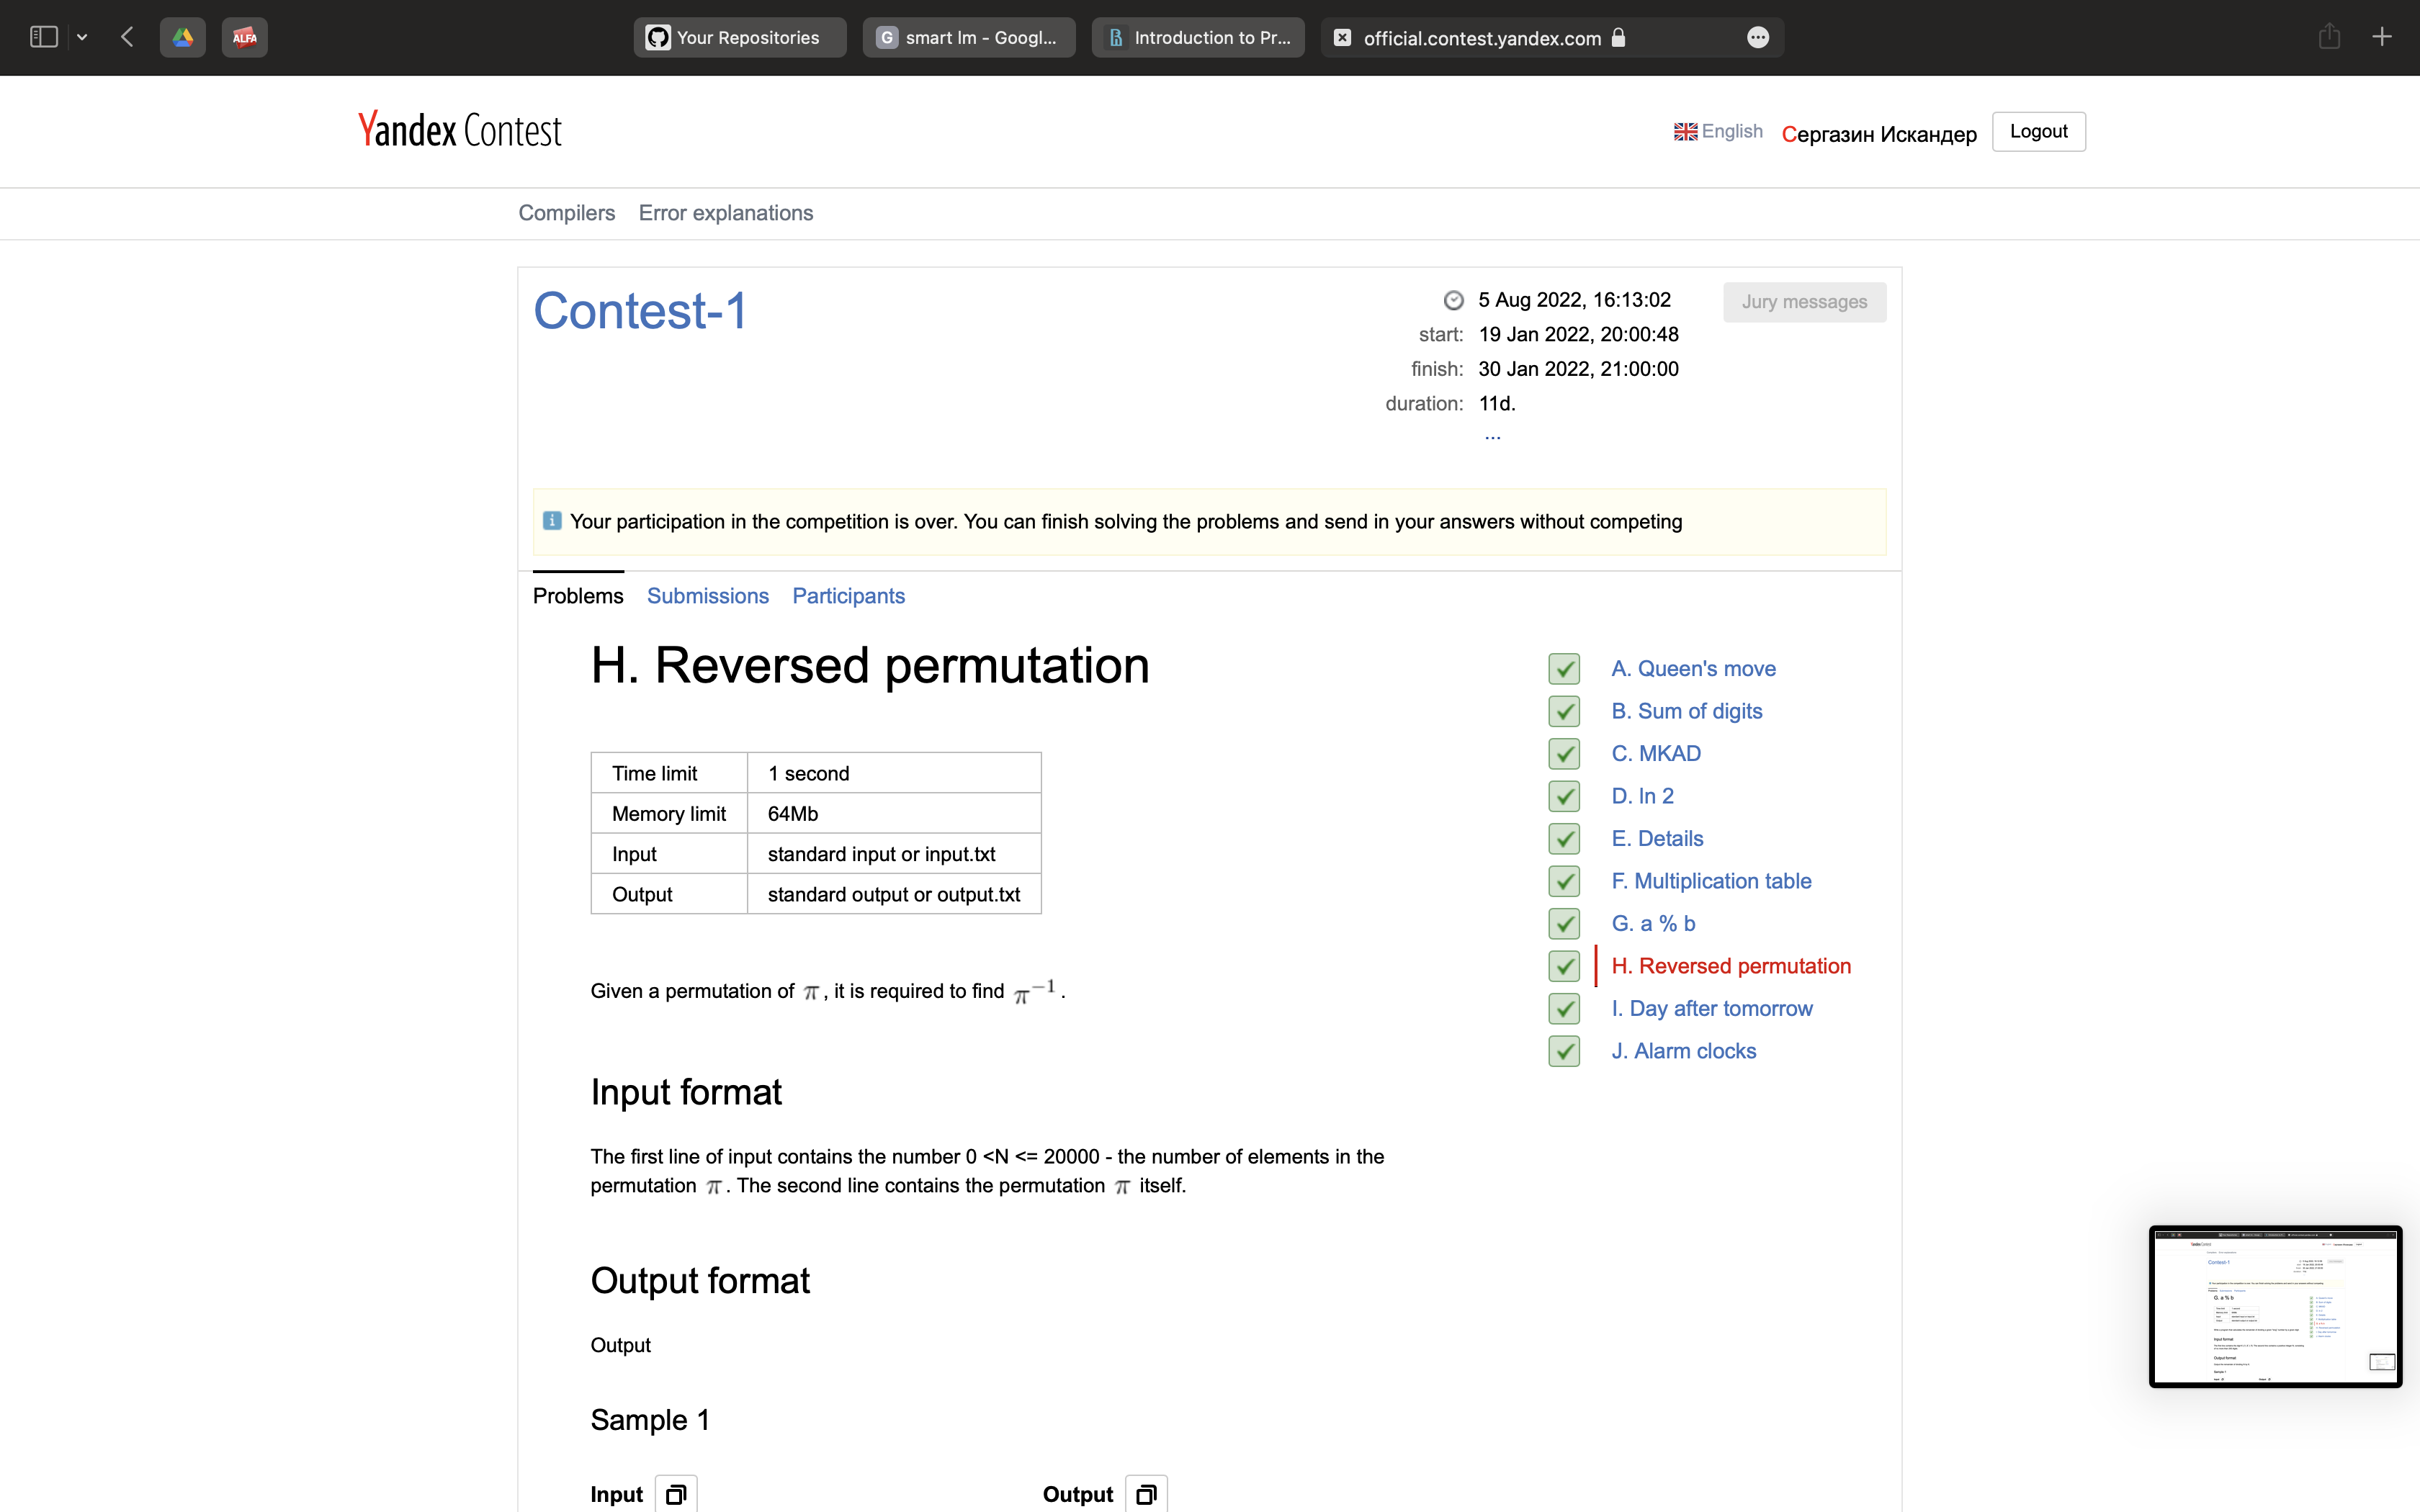 ALFA
Your Repositories
smart lm - Googl...
Introduction to Pr...
official.contest.yandex.com
Yandex Contest
English
Сергазин Искандер
Logout
Compilers
Error explanations
Contest-1
5 Aug 2022, 16:13:02
Jury messages
start: 19 Jan 2022, 20:00:48
finish: 30 Jan 2022, 21:00:00
duration: 11d.
...
Your participation in the competition is over. You can finish solving the problems and send in your answers without competing
Problems
Submissions
Participants
H. Reversed permutation
Time limit 1 second
Memory limit 64Mb
Input standard input or input.txt
Output standard output or output.txt
Given a permutation of π, it is required to find π⁻¹.
Input format
The first line of input contains the number 0 <N <= 20000 - the number of elements in the
permutation π. The second line contains the permutation π itself.
Output format
Output
Sample 1
Input
Output
A. Queen's move
B. Sum of digits
C. MKAD
D. ln 2
E. Details
F. Multiplication table
G. a % b
H. Reversed permutation
I. Day after tomorrow
J. Alarm clocks
Contest-1
G. a % b